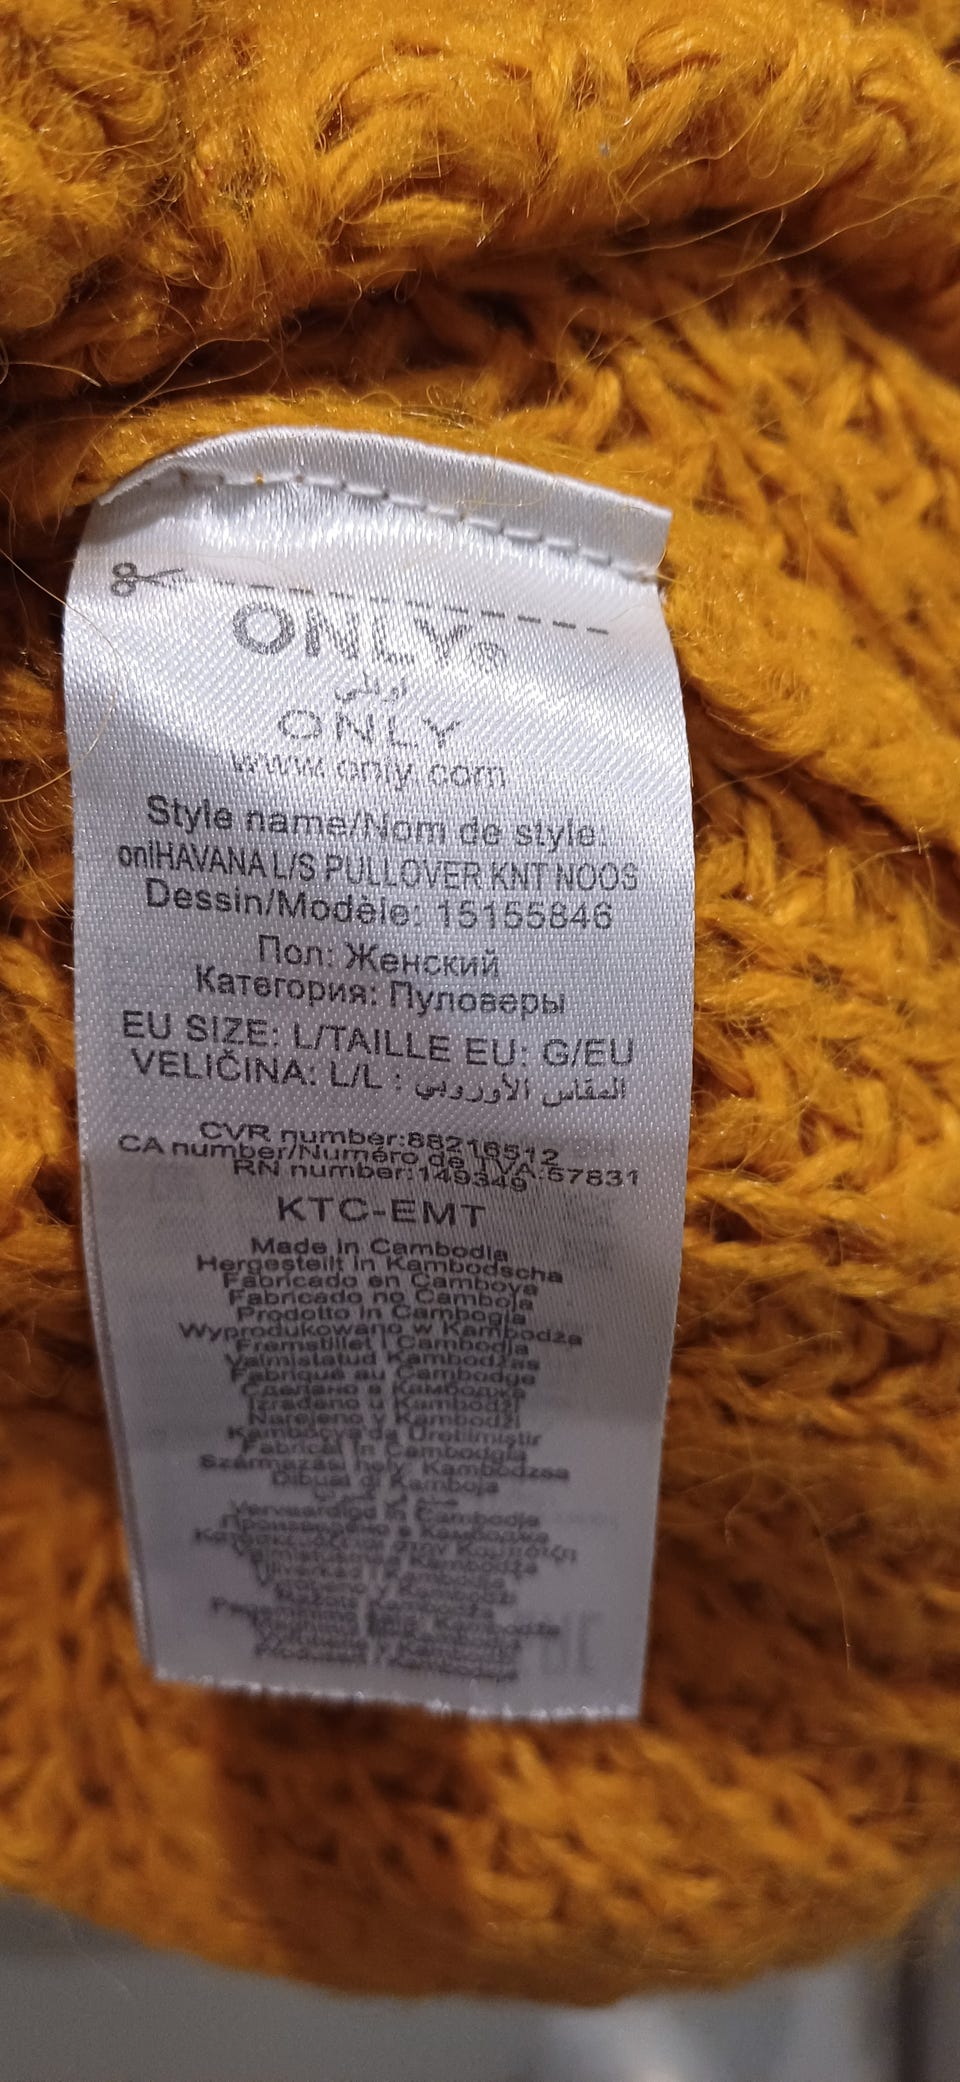 ONLY®
اونلي
ONLY
www.only.com
Style name/Nom de style:
onlHAVANA L/S PULLOVER KNT NOOS
Dessin/Modèle: 15155846
Пол: Женский
Категория: Пуловеры
EU SIZE: L/TAILLE EU: G/EU
VELIČINA: L/L : المقاس الأوروبي
CVR number:88216512
CA number/Numéro de TVA:57831
RN number:149349
KTC-EMT
Made in Cambodia
Hergestellt in Kambodscha
Fabricado en Camboya
Fabricado no Camboja
Prodotto in Cambogia
Wyprodukowano w Kambodża
Fremstillet i Cambodja
Valmistatud Kambodžas
Fabriqué au Cambodge
Сделано в Камбоджа
Izrađeno u Kambodži
Narejeno v Kambodži
Kamboçya'da Üretilmiştir
Fabricat în Cambodgia
Származási hely: Kambodzsa
Dibuat di Kamboja
Vervaardigd in Cambodja
Произведено в Камбоджа